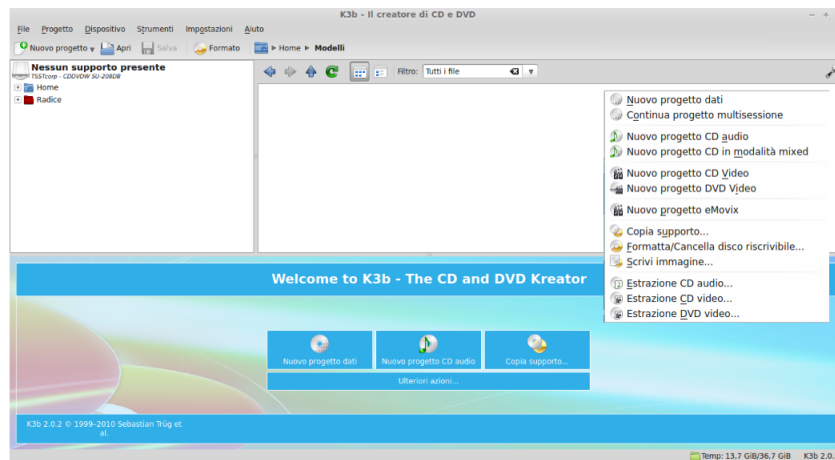 K3b - Il creatore di CD e DVD
File Progetto Dispositivo Strumenti Impostazioni Aiuto
Nuovo progetto Apri Salva Formato Home Modelli
Nessun supporto presente
TSSTcorp - CDDVDW SU-208DB
Home
Radice
Filtro: Tutti i file
Nuovo progetto dati
Continua progetto multisessione
Nuovo progetto CD audio
Nuovo progetto CD in modalità mixed
Nuovo progetto CD Video
Nuovo progetto DVD Video
Nuovo progetto eMovix
Copia supporto...
Formatta/Cancella disco riscrivibile...
Scrivi immagine...
Estrazione CD audio...
Estrazione CD video...
Estrazione DVD video...
Welcome to K3b - The CD and DVD Kreator
Nuovo progetto dati Nuovo progetto CD audio Copia supporto...
Ulteriori azioni...
K3b 2.0.2 © 1999–2010 Sebastian Trüg et
al.
Temp: 13.7 GiB/36.7 GiB K3b 2.0.